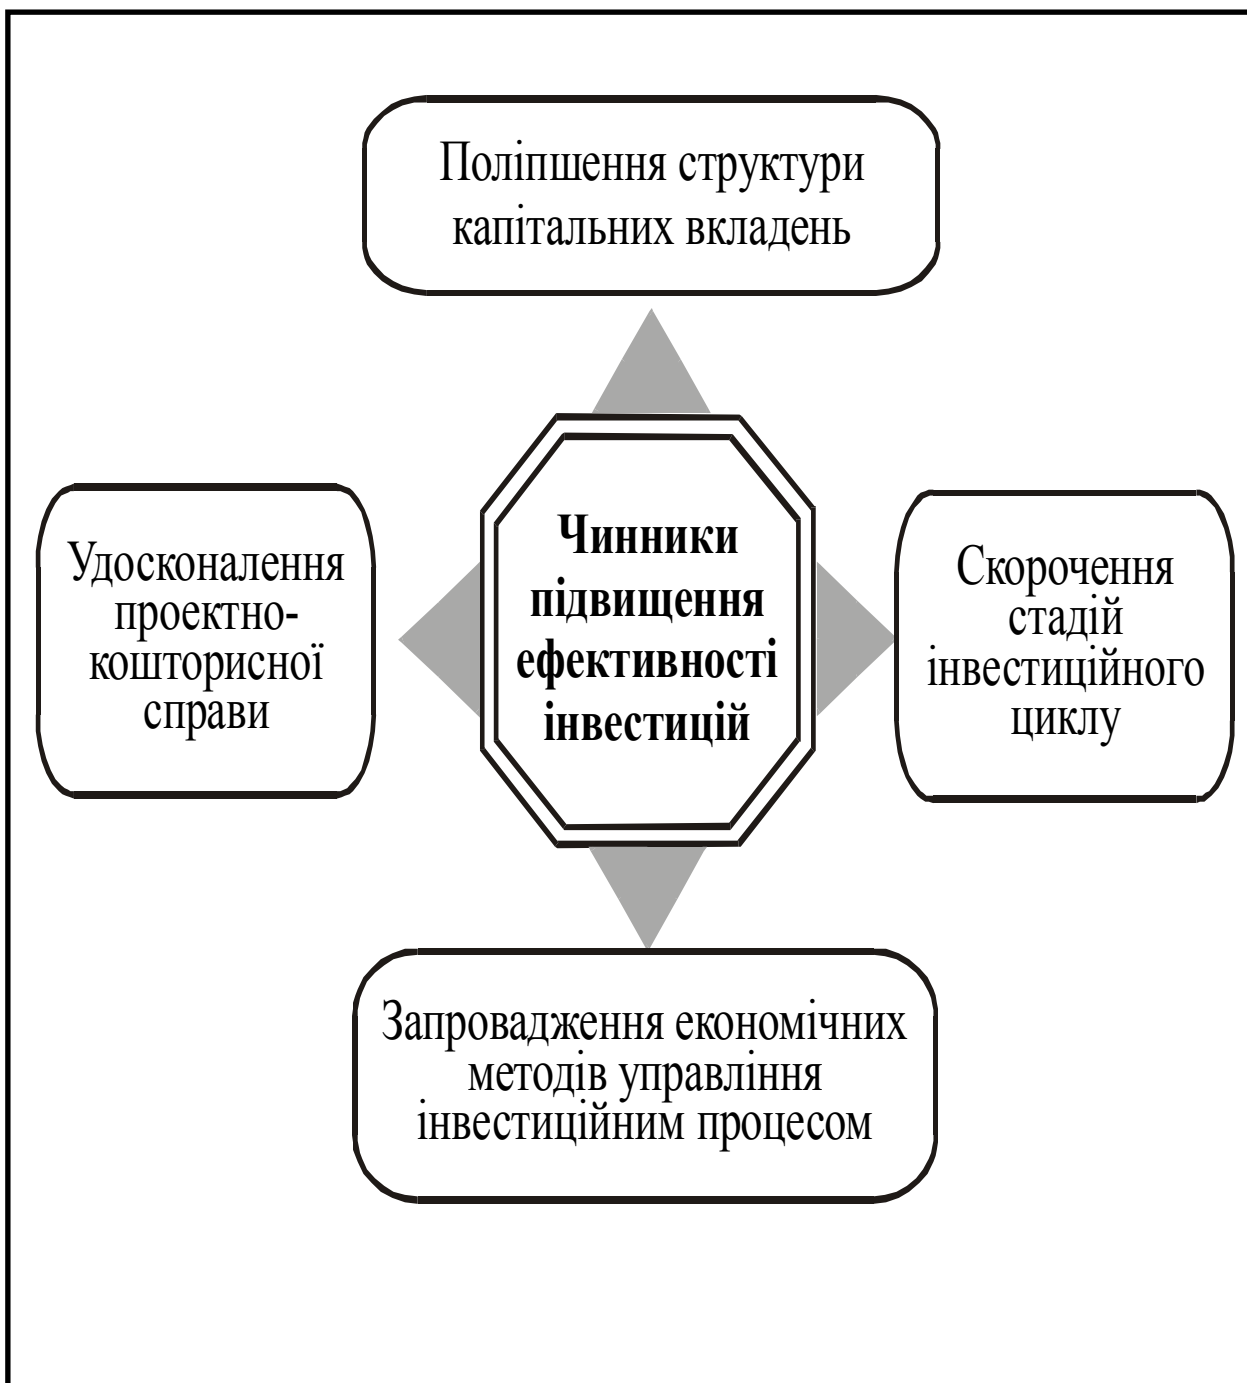 Поліпшення структури
капітальних вкладень
Удосконалення
проектно-
кошторисної
справи
Чинники
підвищення
ефективності
інвестицій
Скорочення
стадій
інвестиційного
циклу
Запровадження економічних
методів управління
інвестиційним процесом